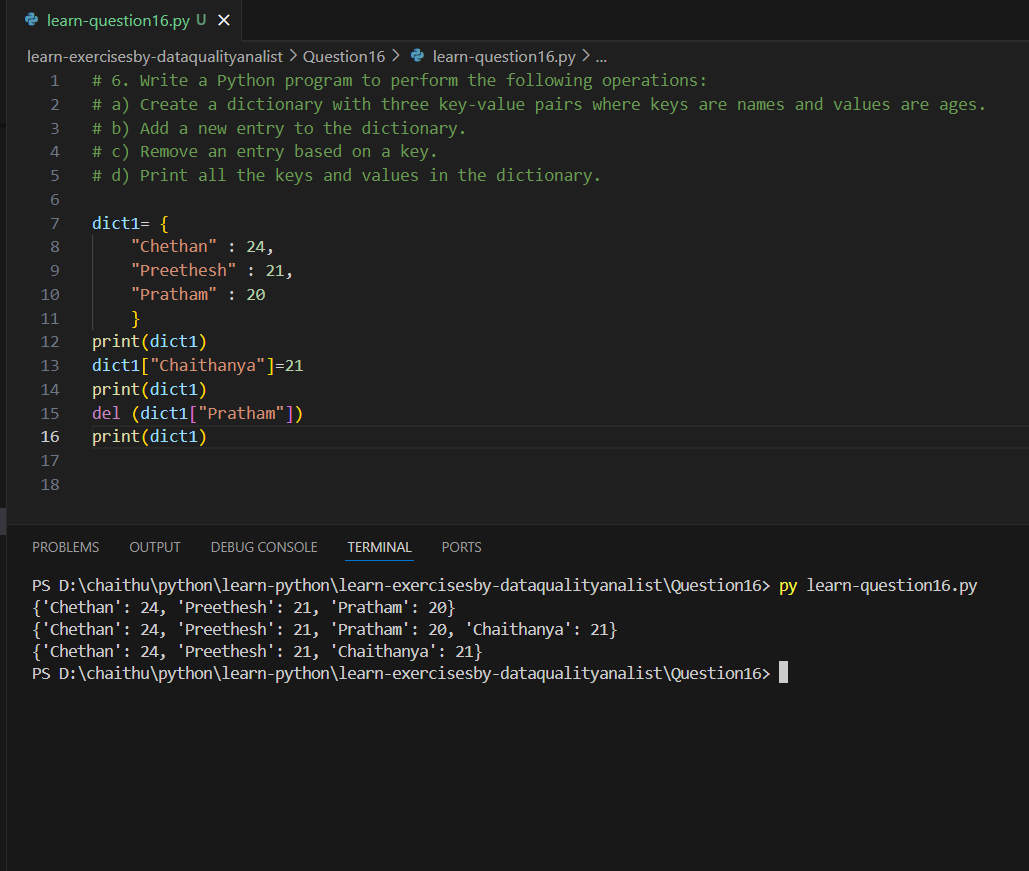 learn-question16.py U ×
learn-exercisesby-dataqualityanalist > Question16 > learn-question16.py > ...
1 # 6. Write a Python program to perform the following operations:
2 # a) Create a dictionary with three key-value pairs where keys are names and values are ages.
3 # b) Add a new entry to the dictionary.
4 # c) Remove an entry based on a key.
5 # d) Print all the keys and values in the dictionary.
6
7 dict1= {
8     "Chethan" : 24,
9     "Preethesh" : 21,
10     "Pratham" : 20
11     }
12 print(dict1)
13 dict1["Chaithanya"]=21
14 print(dict1)
15 del (dict1["Pratham"])
16 print(dict1)
17
18
PROBLEMS OUTPUT DEBUG CONSOLE TERMINAL PORTS
PS D:\chaithu\python\learn-python\learn-exercisesby-dataqualityanalist\Question16> py learn-question16.py
{'Chethan': 24, 'Preethesh': 21, 'Pratham': 20}
{'Chethan': 24, 'Preethesh': 21, 'Pratham': 20, 'Chaithanya': 21}
{'Chethan': 24, 'Preethesh': 21, 'Chaithanya': 21}
PS D:\chaithu\python\learn-python\learn-exercisesby-dataqualityanalist\Question16>